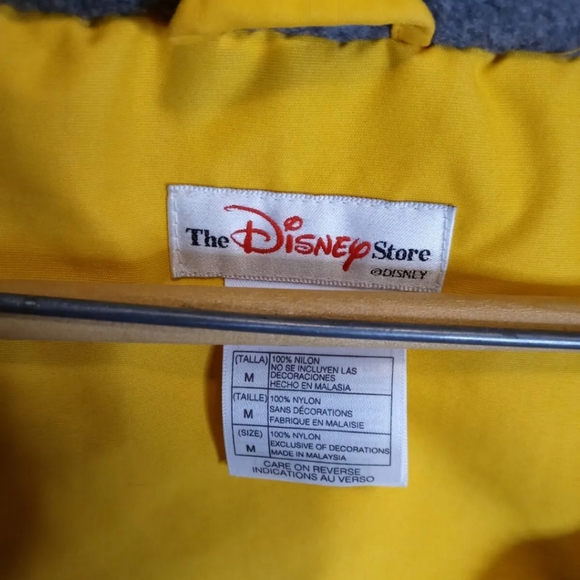 The Disney Store
©DISNEY
(TALLA) 100% NILON
M NO SE INCLUYEN LAS
DECORACIONES
HECHO EN MALASIA
(TAILLE) 100% NYLON
M SANS DÉCORATIONS
FABRIQUE EN MALAISIE
(SIZE) 100% NYLON
M EXCLUSIVE OF DECORATIONS
MADE IN MALAYSIA
CARE ON REVERSE
INDICATIONS AU VERSO